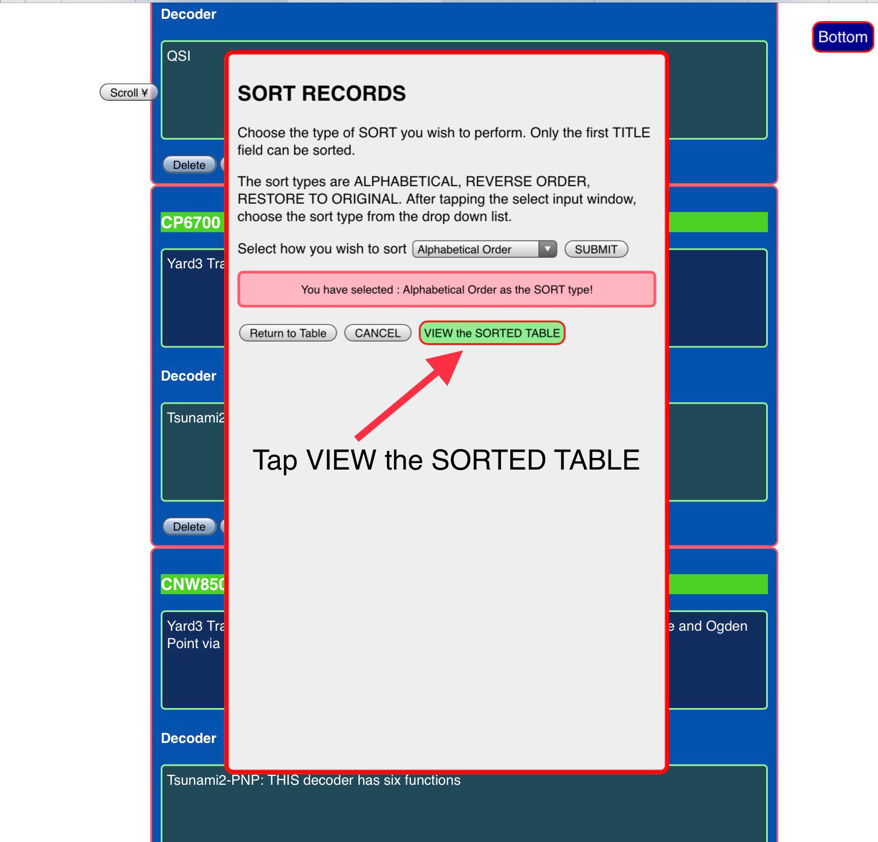 Decoder
Bottom
QSI
Scroll ¥
Delete
SORT RECORDS
Choose the type of SORT you wish to perform. Only the first TITLE
field can be sorted.
The sort types are ALPHABETICAL, REVERSE ORDER,
RESTORE TO ORIGINAL. After tapping the select input window,
choose the sort type from the drop down list.
Select how you wish to sort Alphabetical Order ▼ SUBMIT
You have selected : Alphabetical Order as the SORT type!
Return to Table CANCEL VIEW the SORTED TABLE
Tap VIEW the SORTED TABLE
CP6700
Yard3 Tra
Decoder
Tsunami2
Delete
CNW850
Yard3 Tra
e and Ogden
Point via
Decoder
Tsunami2-PNP: THIS decoder has six functions